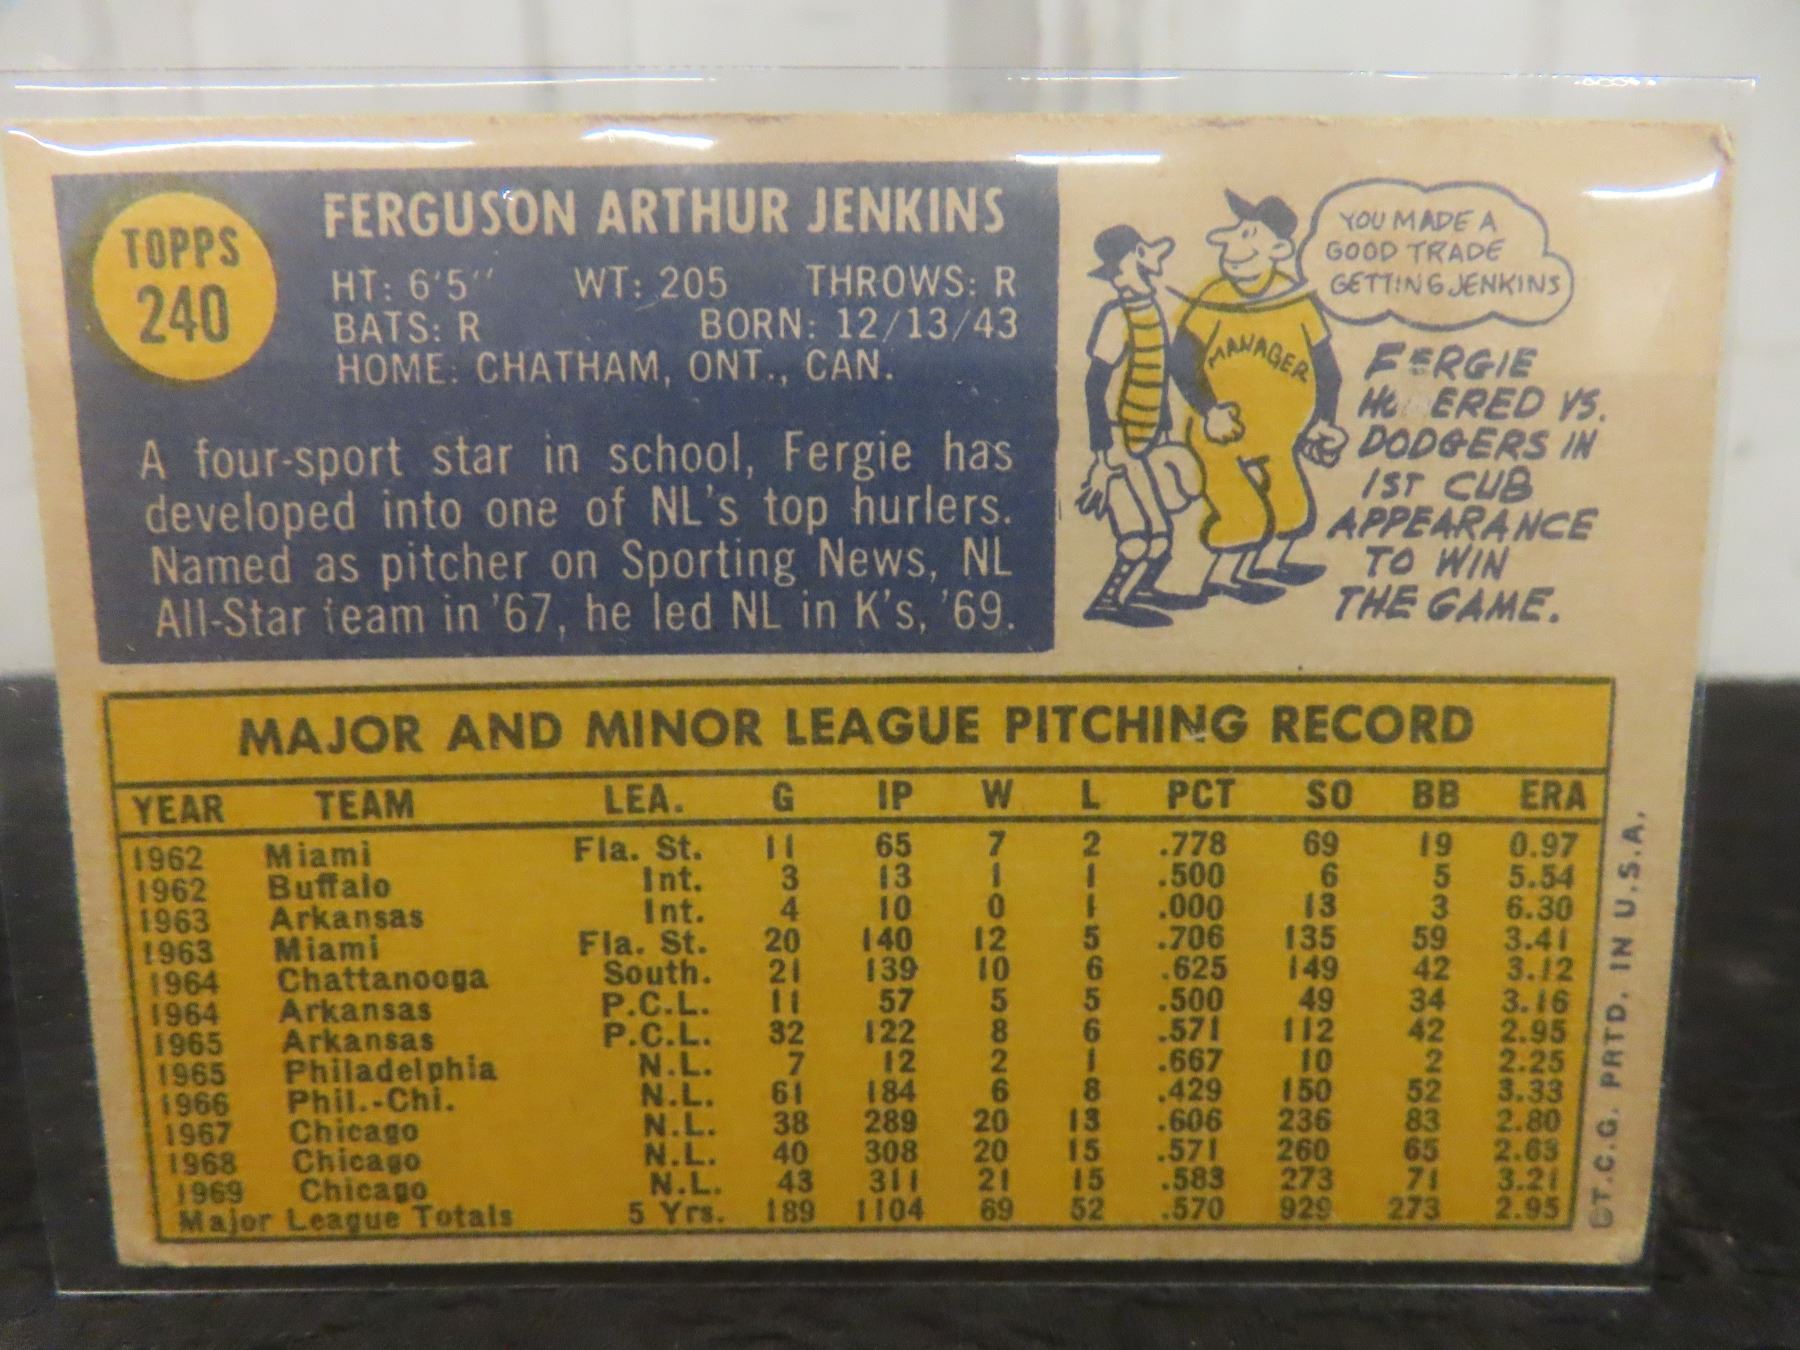 TOPPS
240
FERGUSON ARTHUR JENKINS
HT: 6'5" WT: 205 THROWS: R
BATS: R BORN: 12/13/43
HOME: CHATHAM, ONT., CAN.
A four-sport star in school, Fergie has
developed into one of NL's top hurlers.
Named as pitcher on Sporting News, NL
All-Star team in '67, he led NL in K's, '69.
YOU MADE A
GOOD TRADE
GETTING JENKINS
MANAGER
FERGIE
VS.
DODGERS IN
1ST CUB
APPEARANCE
TO WIN
THE GAME.
MAJOR AND MINOR LEAGUE PITCHING RECORD
YEAR TEAM LEA. G IP W L PCT SO BB ERA
1962 Miami Fla. St. 11 65 7 2 .778 69 19 0.97
1962 Buffalo Int. 3 13 1 1 .500 6 5 5.54
1963 Arkansas Int. 4 10 0 1 .000 13 3 6.30
1963 Miami Fla. St. 20 140 12 5 .706 135 59 3.41
1964 Chattanooga South. 21 139 10 6 .625 149 42 3.12
1964 Arkansas P.C.L. 11 57 5 5 .500 49 34 3.16
1965 Arkansas P.C.L. 32 122 8 6 .571 112 42 2.95
1965 Philadelphia N.L. 7 12 2 1 .667 10 2 2.25
1966 Phil.-Chi. N.L. 61 184 6 8 .429 150 52 3.33
1967 Chicago N.L. 38 289 20 13 .606 236 83 2.80
1968 Chicago N.L. 40 308 20 15 .571 260 65 2.63
1969 Chicago N.L. 43 311 21 15 .583 273 71 3.21
Major League Totals 5 Yrs. 189 1104 69 52 .570 929 273 2.95
©T.C.G. PRTD. IN U.S.A.